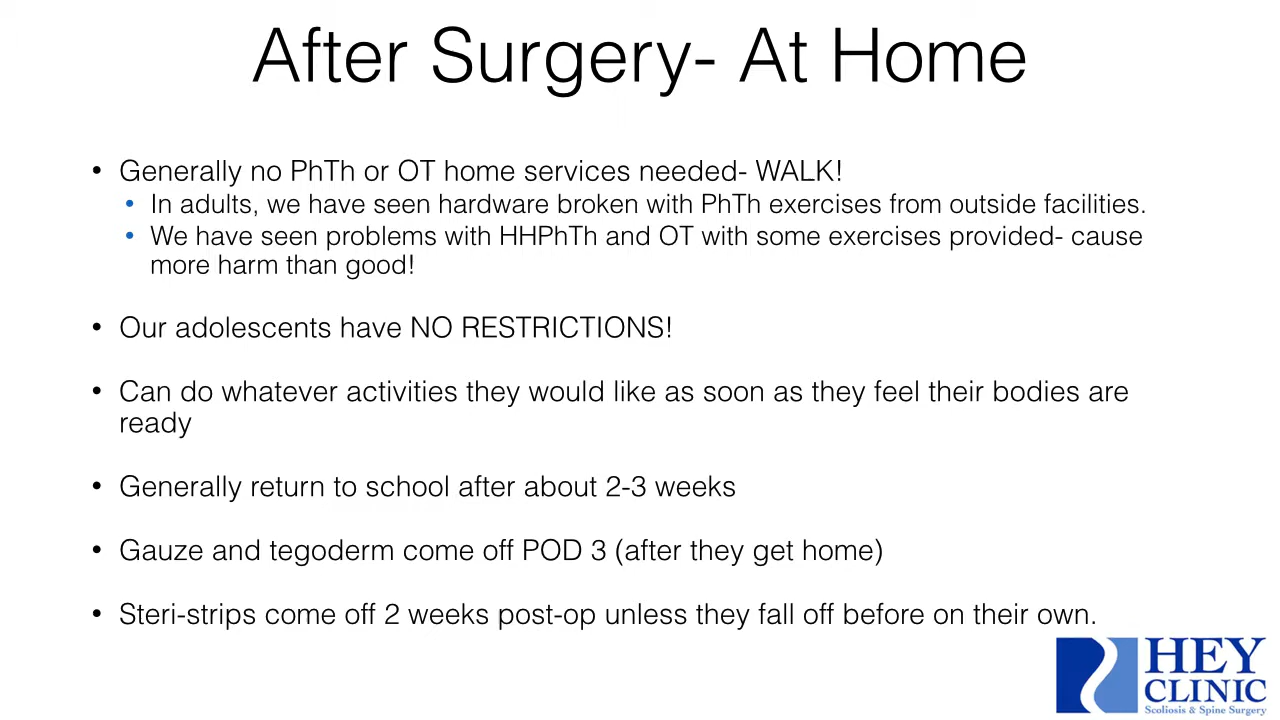 After Surgery- At Home
• Generally no PhTh or OT home services needed- WALK!
• In adults, we have seen hardware broken with PhTh exercises from outside facilities.
• We have seen problems with HHPhTh and OT with some exercises provided- cause
more harm than good!
• Our adolescents have NO RESTRICTIONS!
• Can do whatever activities they would like as soon as they feel their bodies are
ready
• Generally return to school after about 2-3 weeks
• Gauze and tegoderm come off POD 3 (after they get home)
• Steri-strips come off 2 weeks post-op unless they fall off before on their own.
HEY
CLINIC
Scoliosis & Spine Surgery